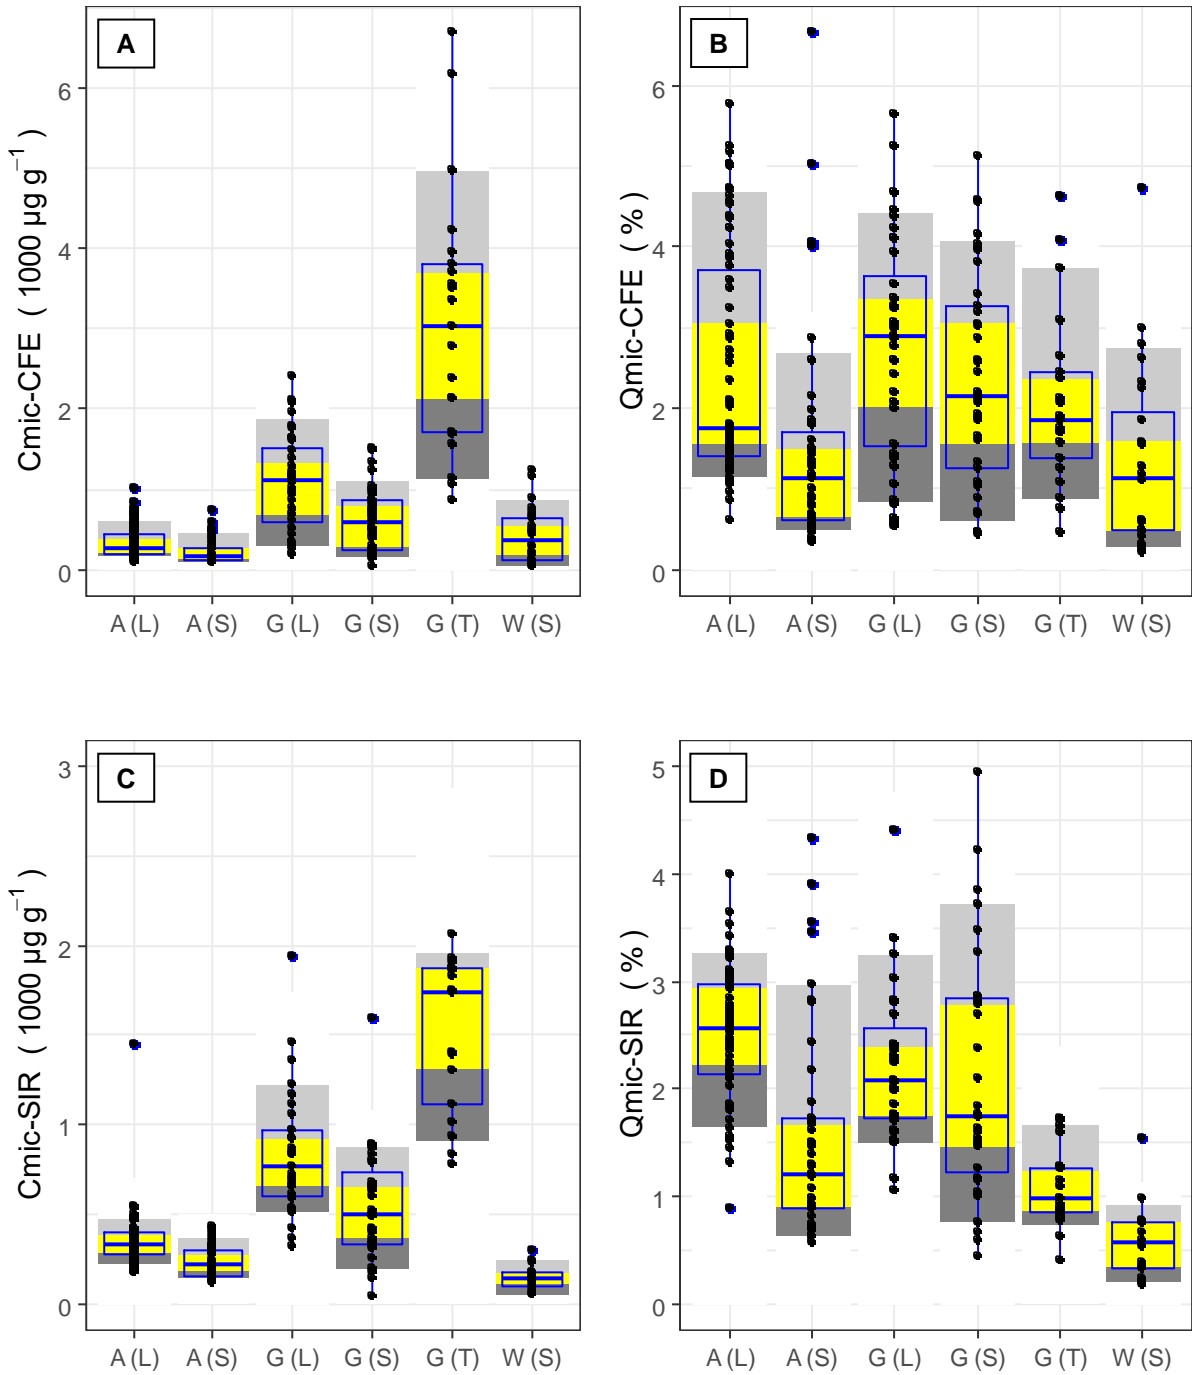 A
Cmic-CFE ( 1000 µg g⁻¹ )
6
4
2
0
A (L) A (S) G (L) G (S) G (T) W (S)
B
Qmic-CFE ( % )
6
4
2
0
A (L) A (S) G (L) G (S) G (T) W (S)
C
Cmic-SIR ( 1000 µg g⁻¹ )
3
2
1
0
A (L) A (S) G (L) G (S) G (T) W (S)
D
Qmic-SIR ( % )
5
4
3
2
1
0
A (L) A (S) G (L) G (S) G (T) W (S)